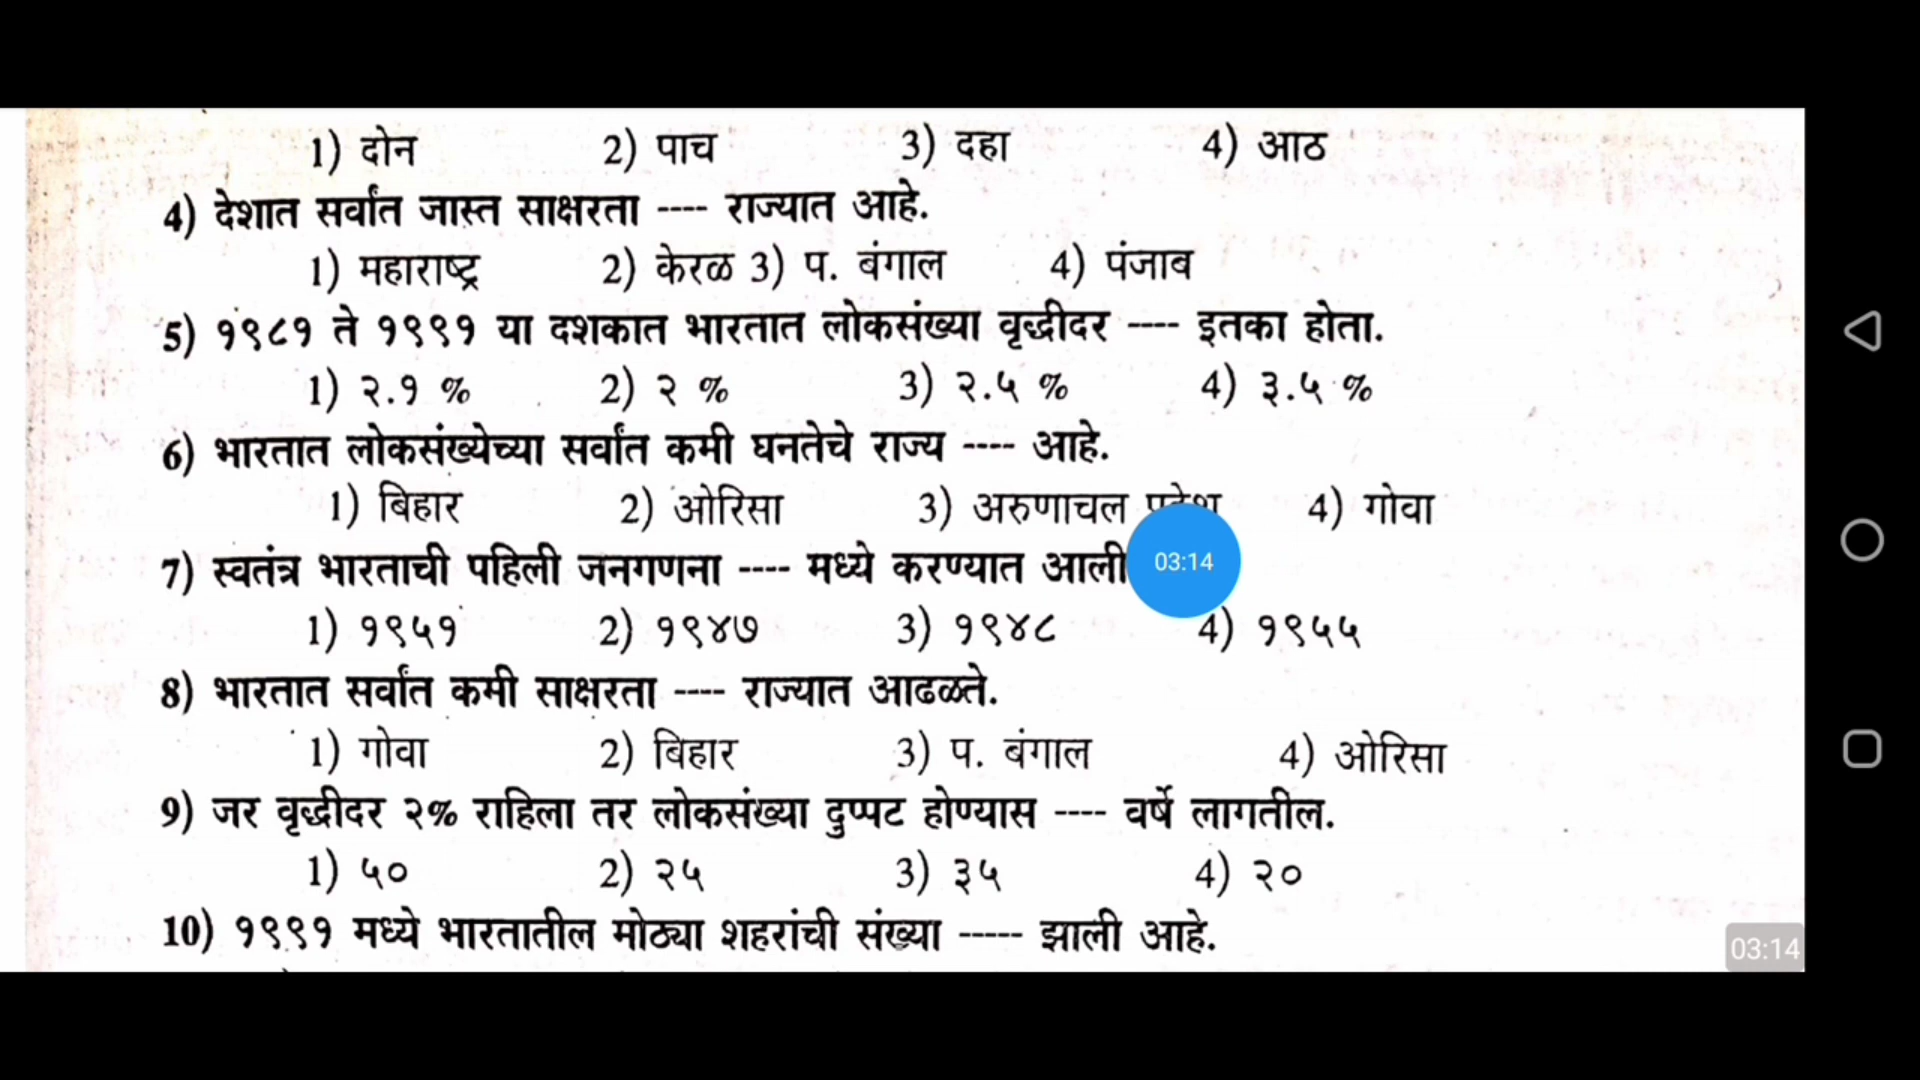 1) दोन 2) पाच 3) दहा 4) आठ
4) देशात सर्वांत जास्त साक्षरता ---- राज्यात आहे.
1) महाराष्ट्र 2) केरळ 3) प. बंगाल 4) पंजाब
5) १९८१ ते १९९१ या दशकात भारतात लोकसंख्या वृद्धीदर ---- इतका होता.
1) २.१ % 2) २ % 3) २.५ % 4) ३.५ %
6) भारतात लोकसंख्येच्या सर्वांत कमी घनतेचे राज्य ---- आहे.
1) बिहार 2) ओरिसा 3) अरुणाचल 4) गोवा
7) स्वतंत्र भारताची पहिली जनगणना ---- मध्ये करण्यात आली
03:14
1) १९५१ 2) १९४७ 3) १९४८ 4) १९५५
8) भारतात सर्वांत कमी साक्षरता ---- राज्यात आढळते.
1) गोवा 2) बिहार 3) प. बंगाल 4) ओरिसा
9) जर वृद्धीदर २% राहिला तर लोकसंख्या दुप्पट होण्यास ---- वर्षे लागतील.
1) ५० 2) २५ 3) ३५ 4) २०
10) १९९१ मध्ये भारतातील मोठ्या शहरांची संख्या ----- झाली आहे.
03:14